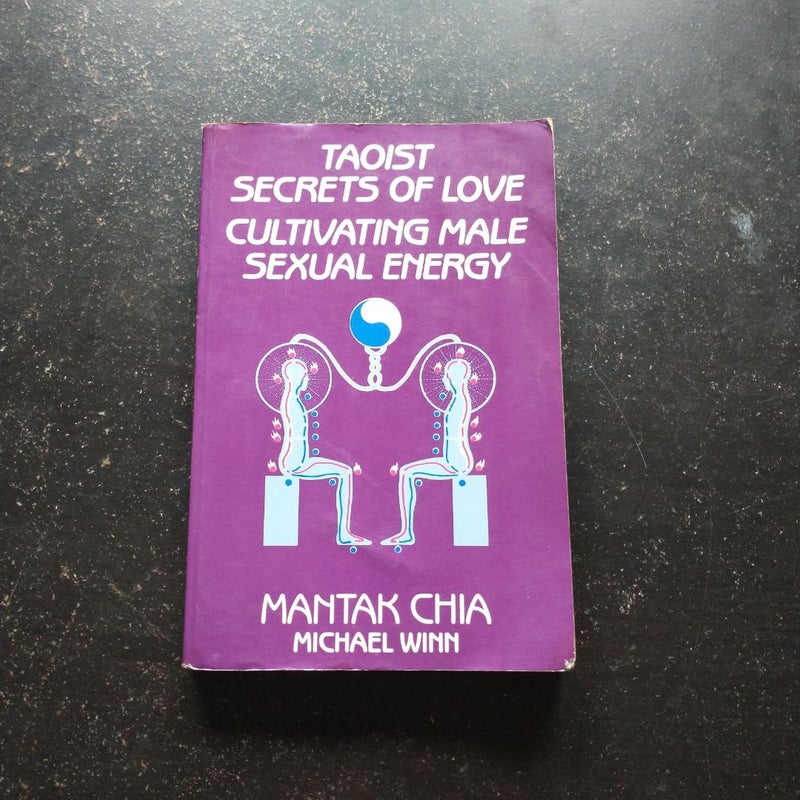 TAOIST
SECRETS OF LOVE
CULTIVATING MALE
SEXUAL ENERGY
MANTAK CHIA
MICHAEL WINN